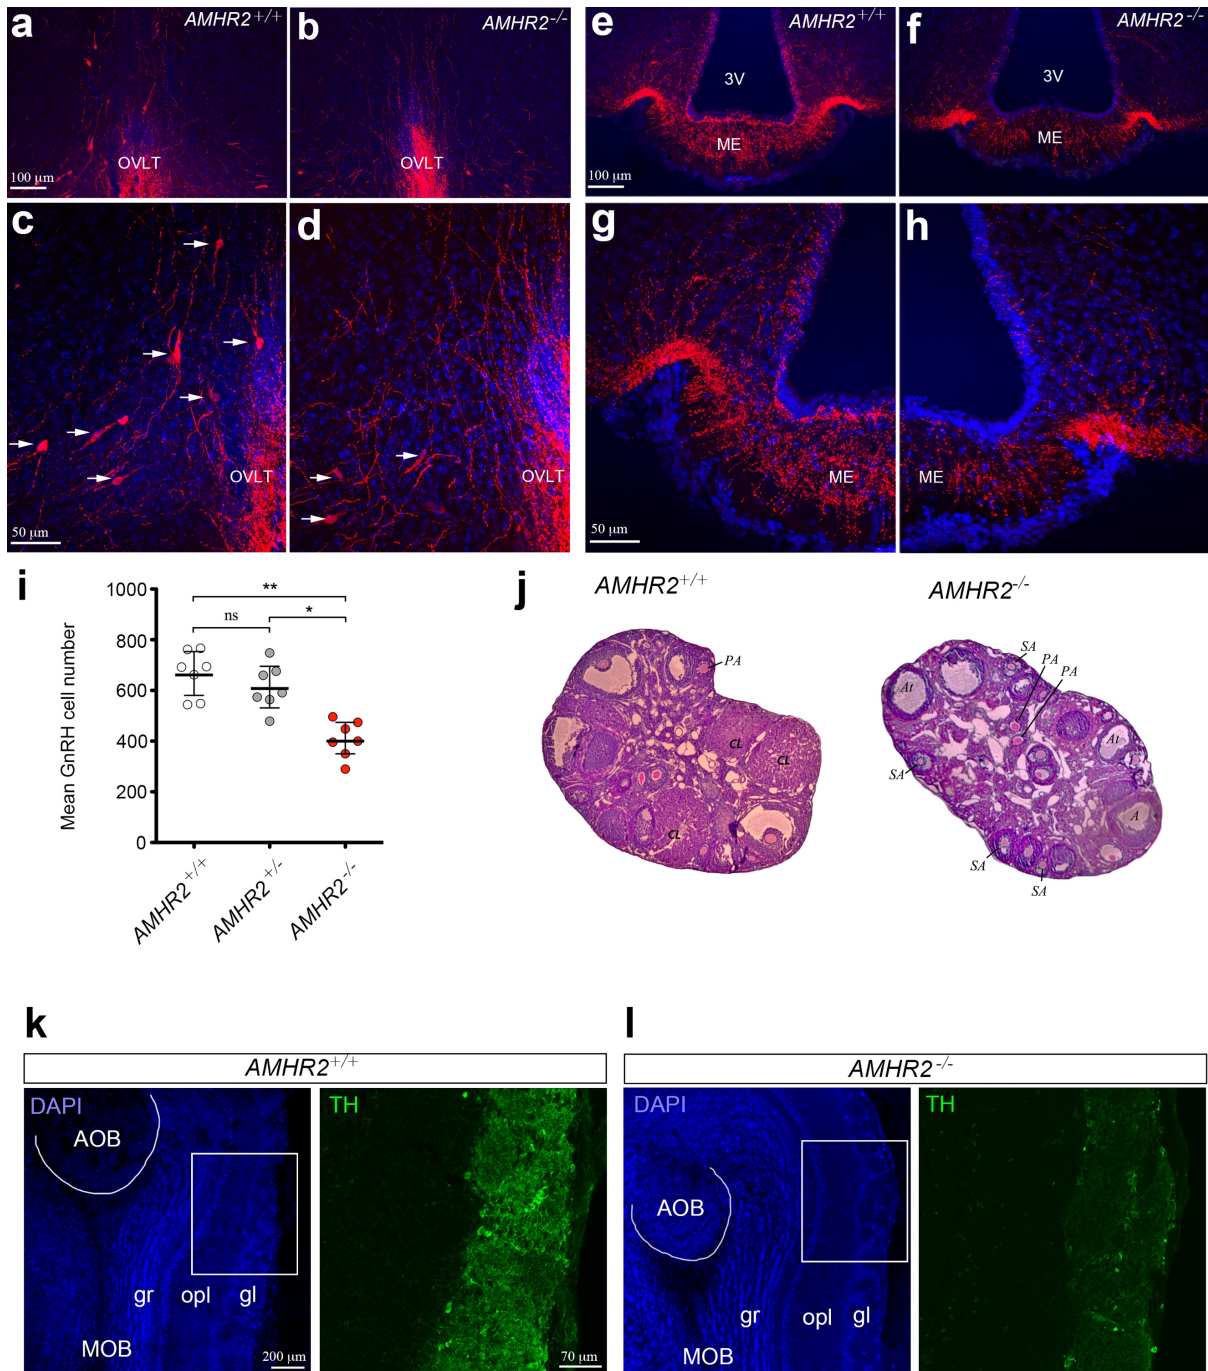 a AMHR2+/+ b AMHR2-/-
OVLT OVLT
100 µm
c d
OVLT OVLT
50 µm
e AMHR2+/+ f AMHR2-/-
3V 3V
ME ME
100 µm
g h
ME ME
50 µm
i
Mean GnRH cell number
1000
800
600
400
200
0
**
ns *
AMHR2+/+ AMHR2+/- AMHR2-/-
j AMHR2+/+ AMHR2-/-
PA
CL CL
CL
SA
PA
PA
At
At
SA
A
SA
SA
k
AMHR2+/+
DAPI TH
AOB
gr opl gl
MOB
200 µm 70 µm
l
AMHR2-/-
DAPI TH
AOB
gr opl gl
MOB